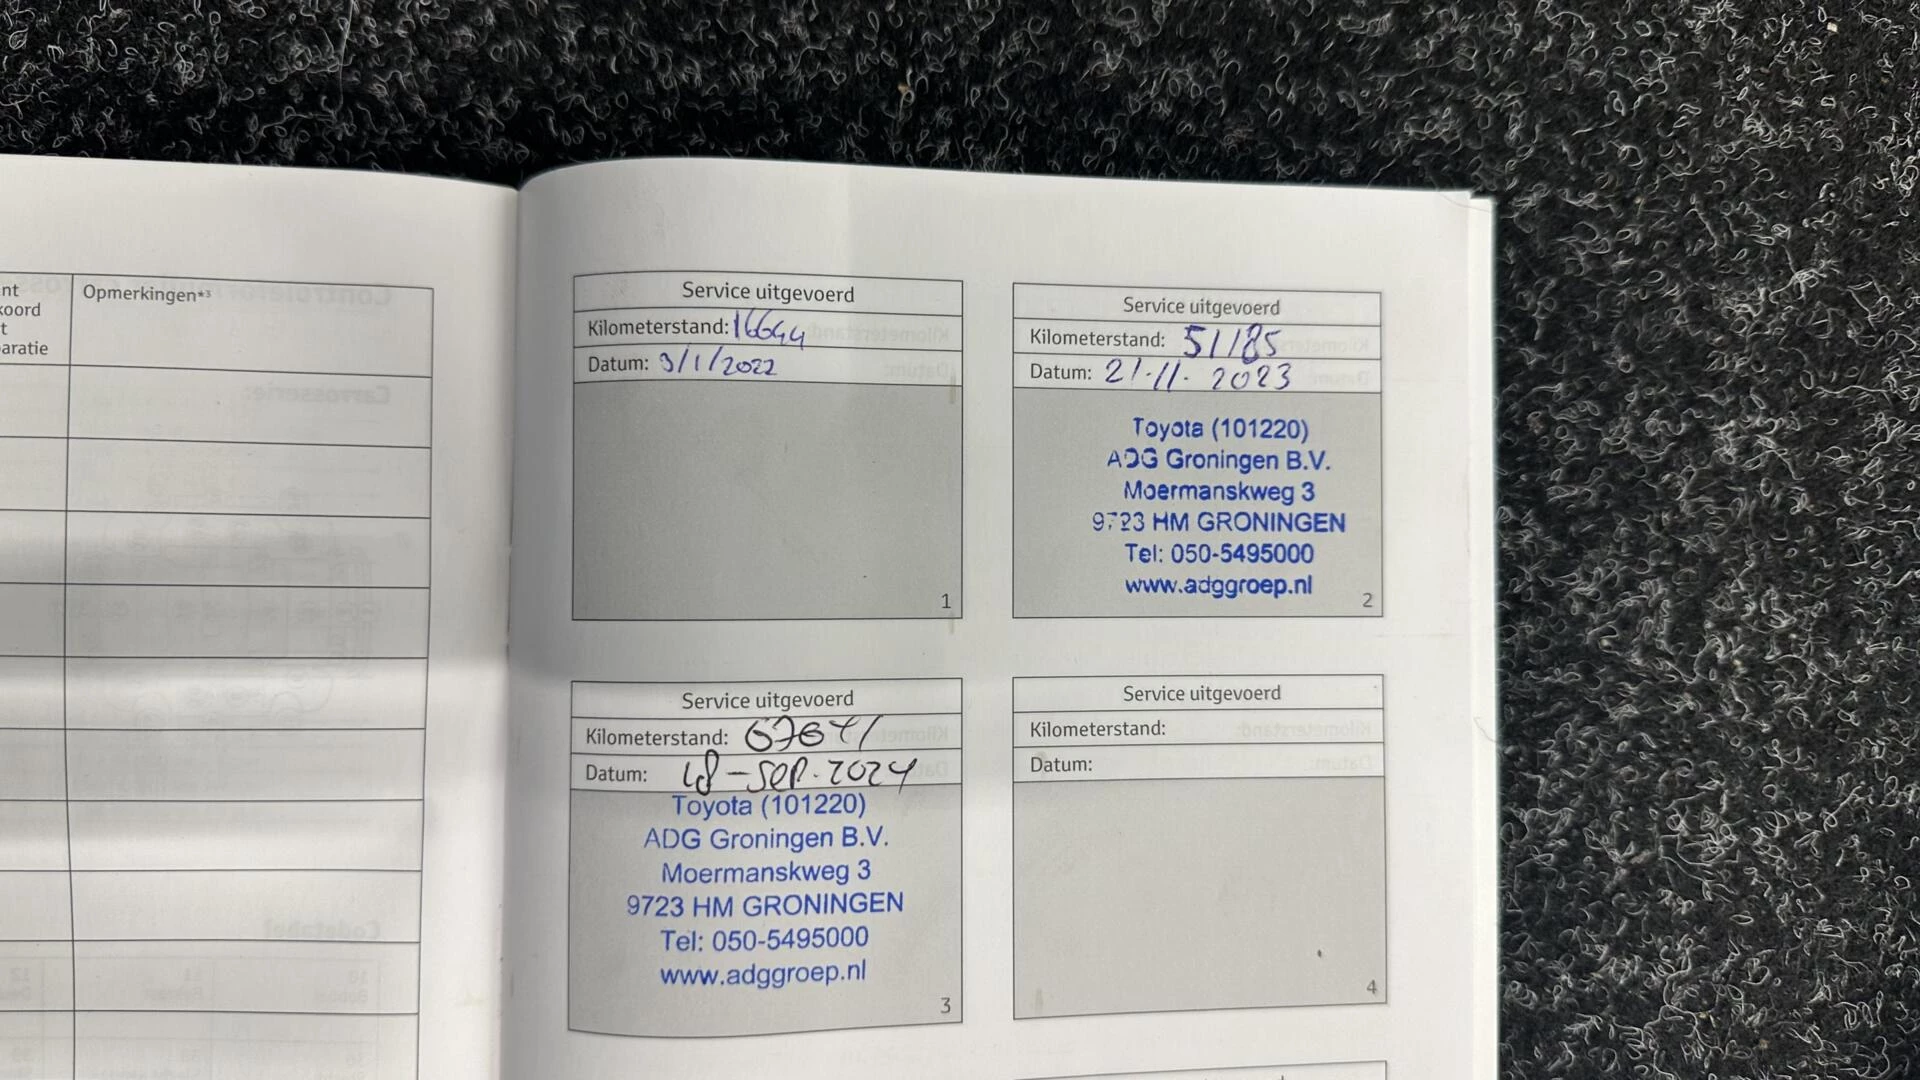 nt
koord
t
aratie
Opmerkingen*³
Service uitgevoerd
Kilometerstand: 16644
Datum: 3/1/2022
1
Service uitgevoerd
Kilometerstand: 51185
Datum: 21-11-2023
Toyota (101220)
ADG Groningen B.V.
Moermanskweg 3
9723 HM GRONINGEN
Tel: 050-5495000
www.adggroep.nl
2
Service uitgevoerd
Kilometerstand:
Datum: 18-SEP.2024
Toyota (101220)
ADG Groningen B.V.
Moermanskweg 3
9723 HM GRONINGEN
Tel: 050-5495000
www.adggroep.nl
3
Service uitgevoerd
Kilometerstand:
Datum:
4